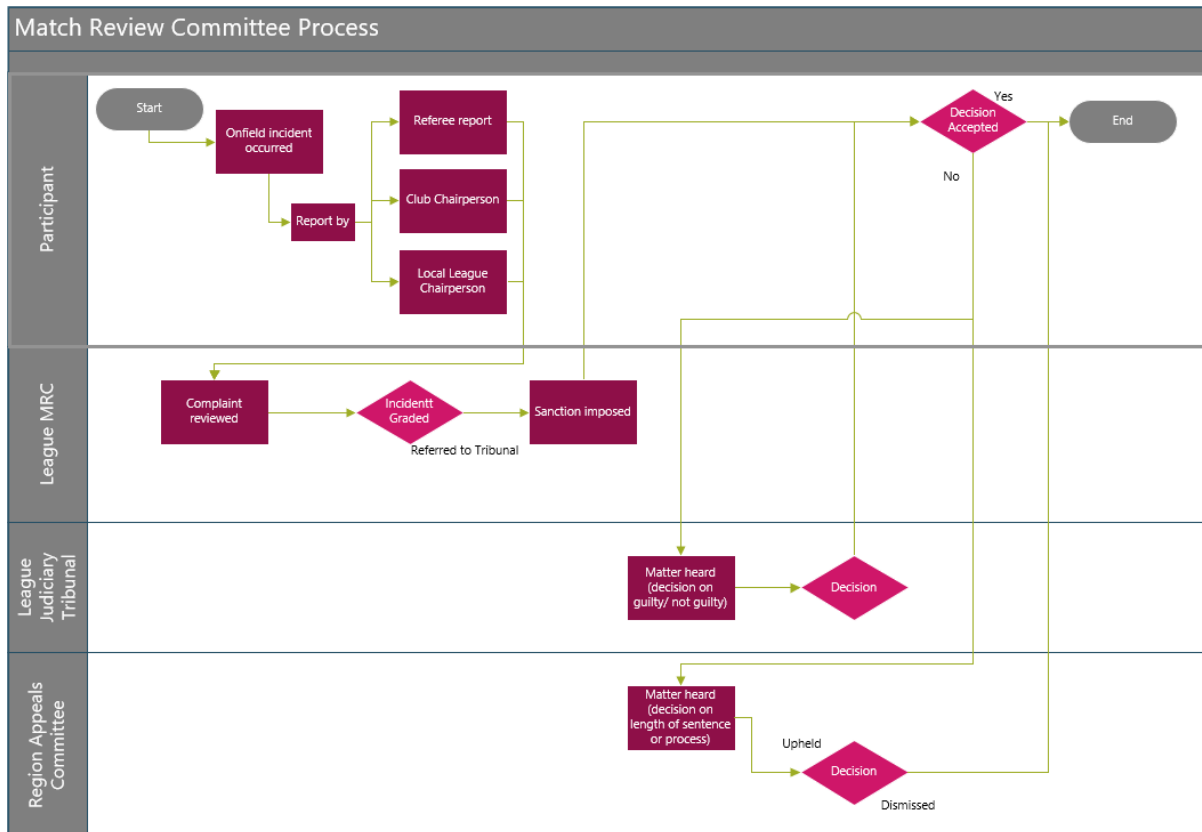 Match Review Committee Process
Participant
Start
Onfield incident
occurred
Report by
Referee report
Club Chairperson
Local League
Chairperson
Decision
Accepted
Yes
No
End
League MRC
Complaint
reviewed
Incidentt
Graded
Referred to Tribunal
Sanction imposed
League
Judiciary
Tribunal
Matter heard
(decision on
guilty/ not guilty)
Decision
Region Appeals
Committee
Matter heard
(decision on
length of sentence
or process)
Upheld
Decision
Dismissed